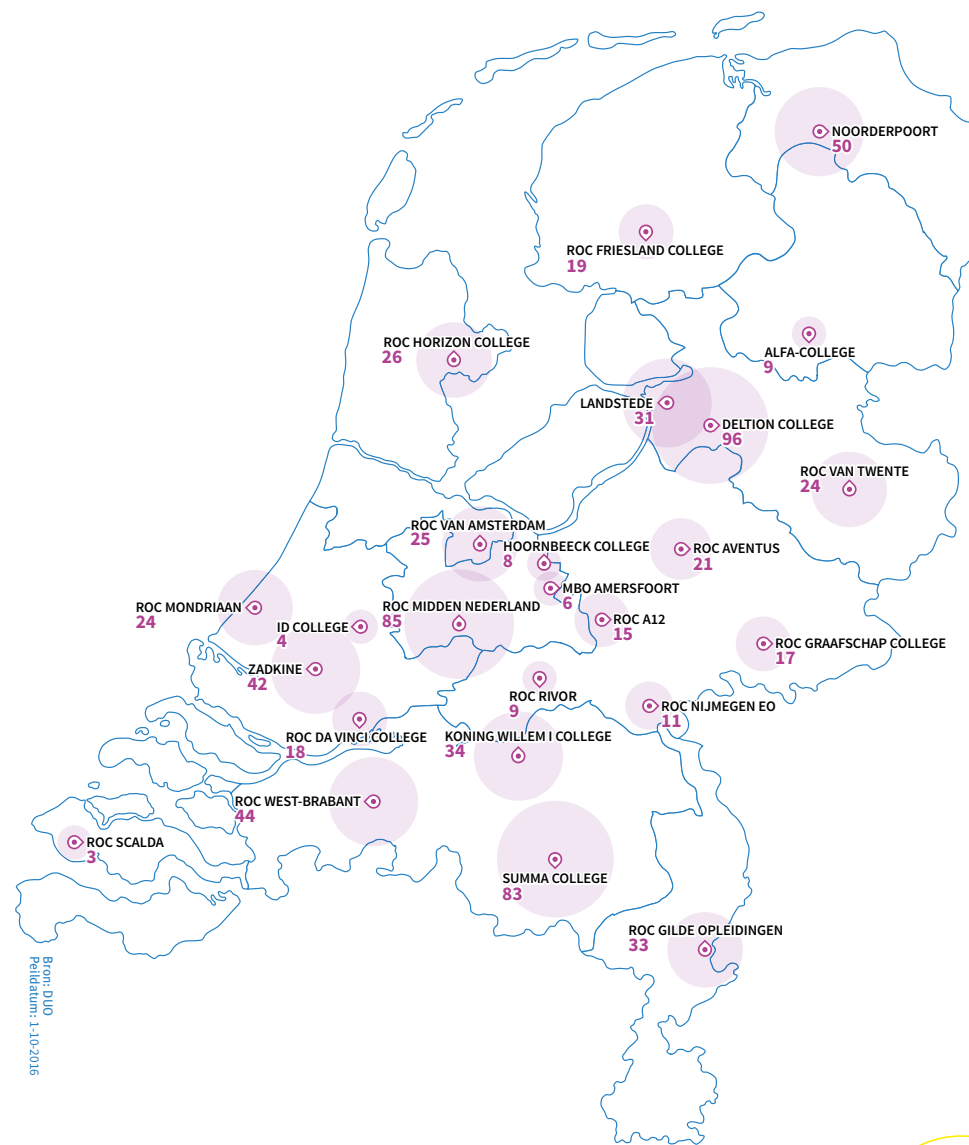 NOORDERPOORT
50
ROC FRIESLAND COLLEGE
19
ROC HORIZON COLLEGE
26
ALFA-COLLEGE
9
LANDSTEDE
31
DELTION COLLEGE
96
ROC VAN TWENTE
24
ROC VAN AMSTERDAM
25
HOORNBEECK COLLEGE
8
ROC AVENTUS
21
MBO AMERSFOORT
6
ROC MONDRIAAN
24
ID COLLEGE
4
ROC MIDDEN NEDERLAND
85
ROC A12
15
ROC GRAAFSCHAP COLLEGE
17
ZADKINE
42
ROC RIVOR
9
ROC NIJMEGEN EO
11
ROC DA VINCI COLLEGE
18
KONING WILLEM I COLLEGE
34
ROC WEST-BRABANT
44
ROC SCALDA
3
SUMMA COLLEGE
83
ROC GILDE OPLEIDINGEN
33
Bron: DUO
Peildatum: 1-10-2016